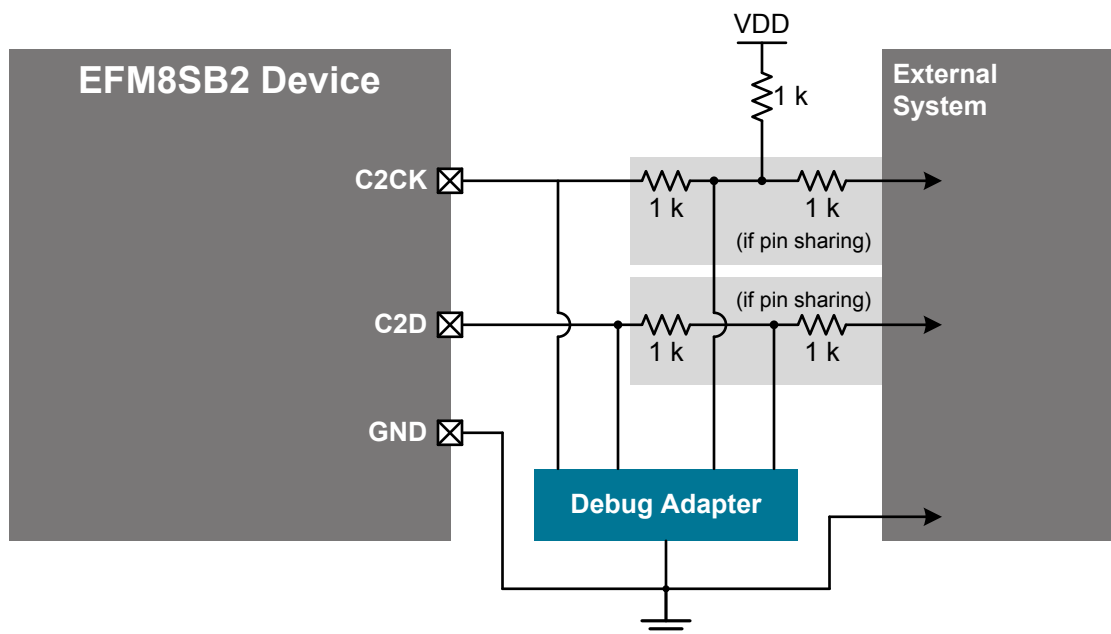 VDD
EFM8SB2 Device
External
System
1 k
C2CK
1 k
1 k
(if pin sharing)
(if pin sharing)
C2D
1 k
1 k
GND
Debug Adapter